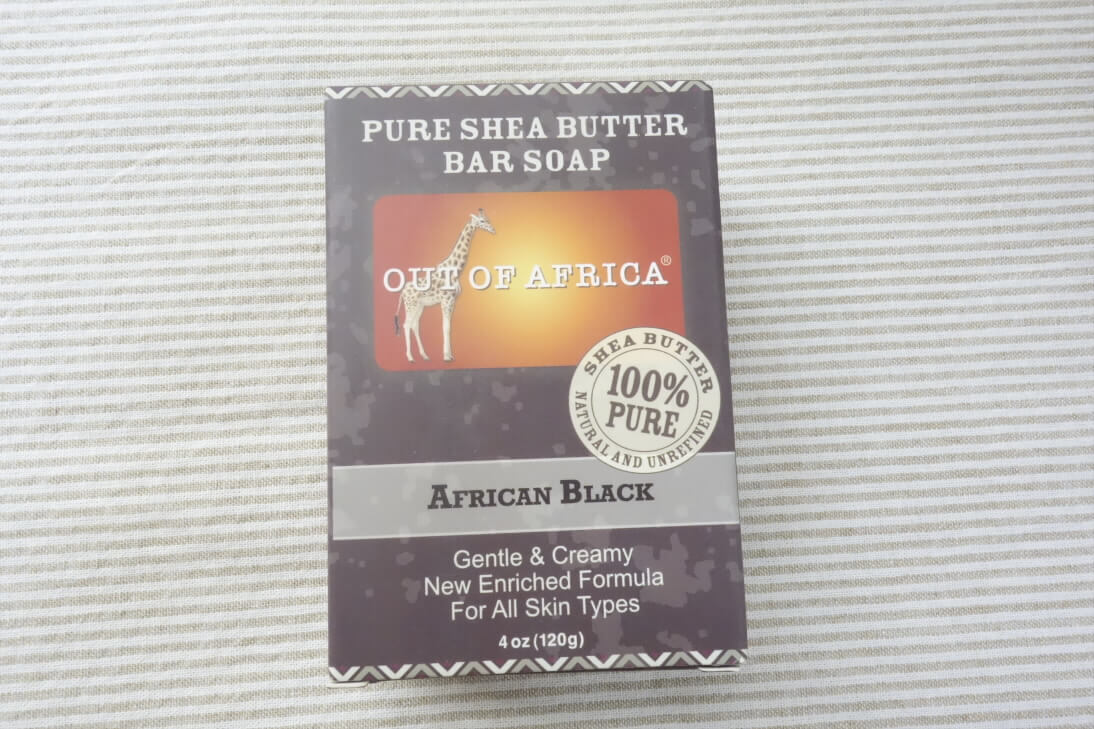 PURE SHEA BUTTER
BAR SOAP
OUT OF AFRICA®
SHEA BUTTER
100%
PURE
NATURAL AND UNREFINED
AFRICAN BLACK
Gentle & Creamy
New Enriched Formula
For All Skin Types
4 oz (120g)